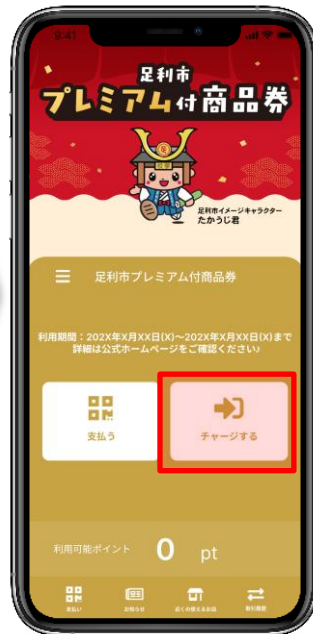 9:41
足利市
プレミアム付商品券
足利市イメージキャラクター
たかうじ君
足利市プレミアム付商品券
利用期間：202X年X月XX日(X)～202X年X月XX日(X)まで
詳細は公式ホームページをご確認ください♪
支払う
チャージする
利用可能ポイント 0 pt
支払い お知らせ 近くの使えるお店 取引履歴